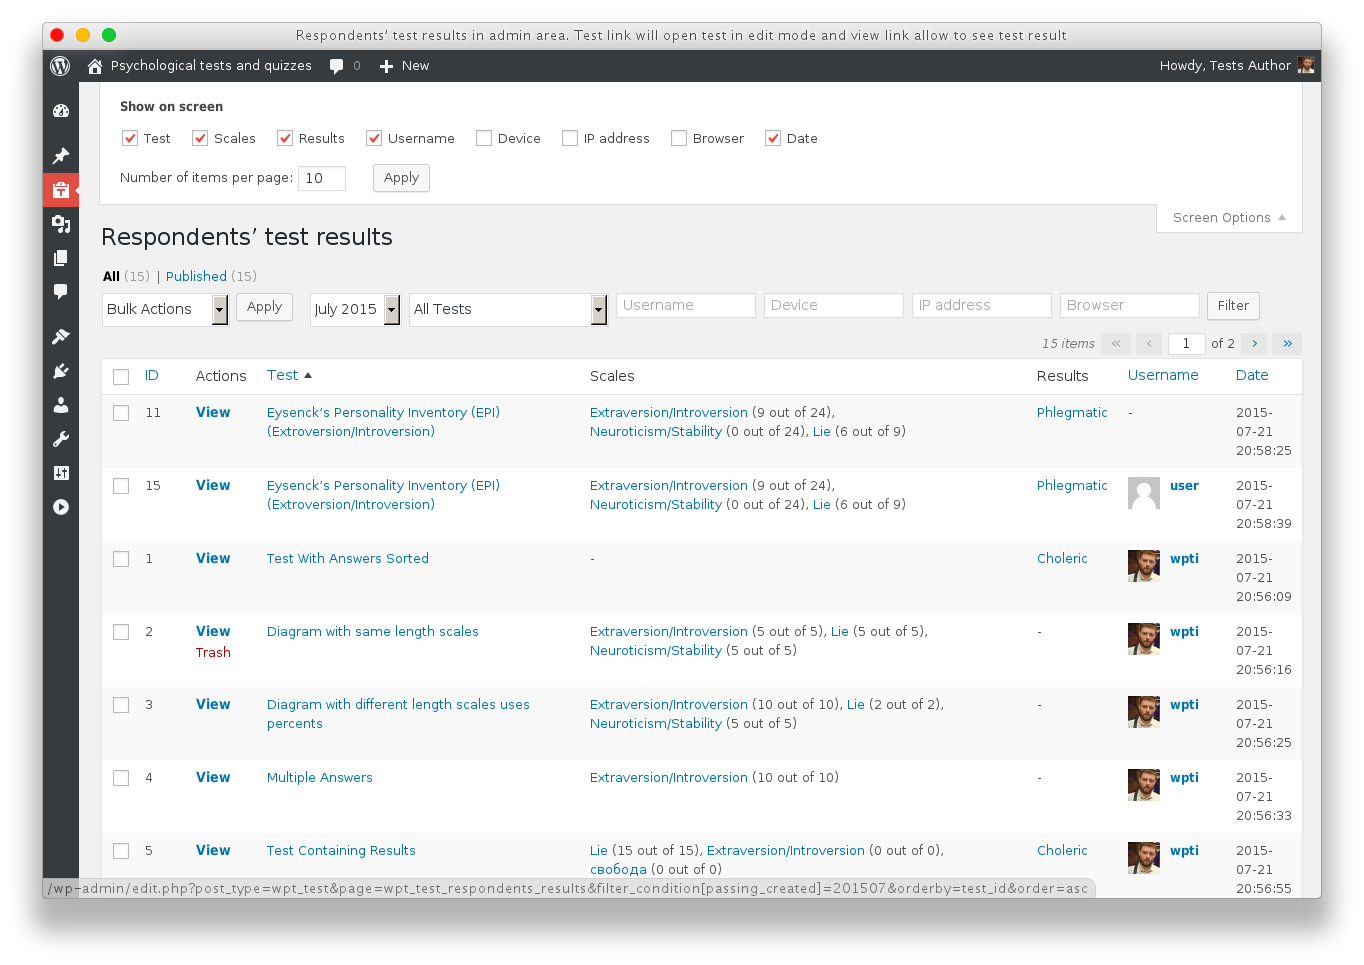 Respondents’ test results in admin area. Test link will open test in edit mode and view link allow to see test result
Psychological tests and quizzes 0 New Howdy, Tests Author
Show on screen
Test Scales Results Username Device IP address Browser Date
Number of items per page: 10 Apply
Screen Options
Respondents’ test results
All (15) | Published (15)
Bulk Actions Apply July 2015 All Tests Username Device IP address Browser Filter
15 items « ‹ 1 of 2 › »
ID Actions Test Scales Results Username Date
11 View Eysenck’s Personality Inventory (EPI) Extraversion/Introversion (9 out of 24), Phlegmatic - 2015-
(Extroversion/Introversion) Neuroticism/Stability (0 out of 24), Lie (6 out of 9) 07-21
20:58:25
15 View Eysenck’s Personality Inventory (EPI) Extraversion/Introversion (9 out of 24), Phlegmatic user 2015-
(Extroversion/Introversion) Neuroticism/Stability (0 out of 24), Lie (6 out of 9) 07-21
20:58:39
1 View Test With Answers Sorted - Choleric wpti 2015-
07-21
20:56:09
2 View Diagram with same length scales Extraversion/Introversion (5 out of 5), Lie (5 out of 5), - wpti 2015-
Trash Neuroticism/Stability (5 out of 5) 07-21
20:56:16
3 View Diagram with different length scales uses Extraversion/Introversion (10 out of 10), Lie (2 out of 2), - wpti 2015-
percents Neuroticism/Stability (5 out of 5) 07-21
20:56:25
4 View Multiple Answers Extraversion/Introversion (10 out of 10) - wpti 2015-
07-21
20:56:33
5 View Test Containing Results Lie (15 out of 15), Extraversion/Introversion (0 out of 0), Choleric wpti 2015-
свобода (0 out of 0) 07-21
/wp-admin/edit.php?post_type=wpt_test&page=wpt_test_respondents_results&filter_condition[passing_created]=201507&orderby=test_id&order=asc 20:56:55